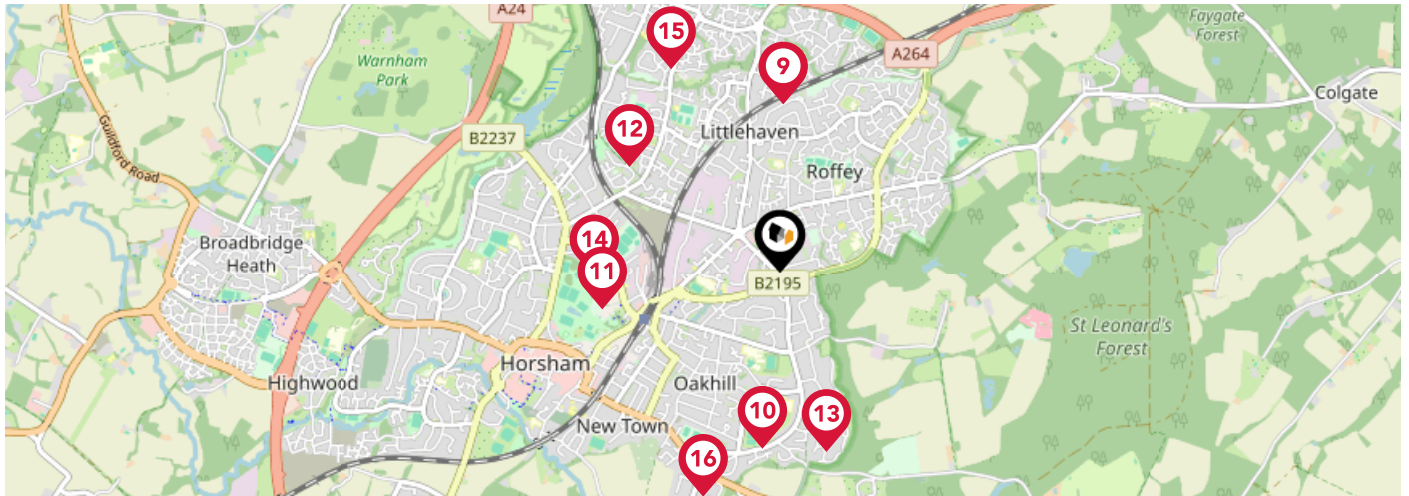 A24
Faygate
Forest
15
Warnham
Park
9
A264
Colgate
12
Littlehaven
B2237
Guildford Road
Roffey
14
Broadbridge
Heath
11
B2195
St Leonard's
Forest
Horsham
Highwood
Oakhill
10
13
New Town
16